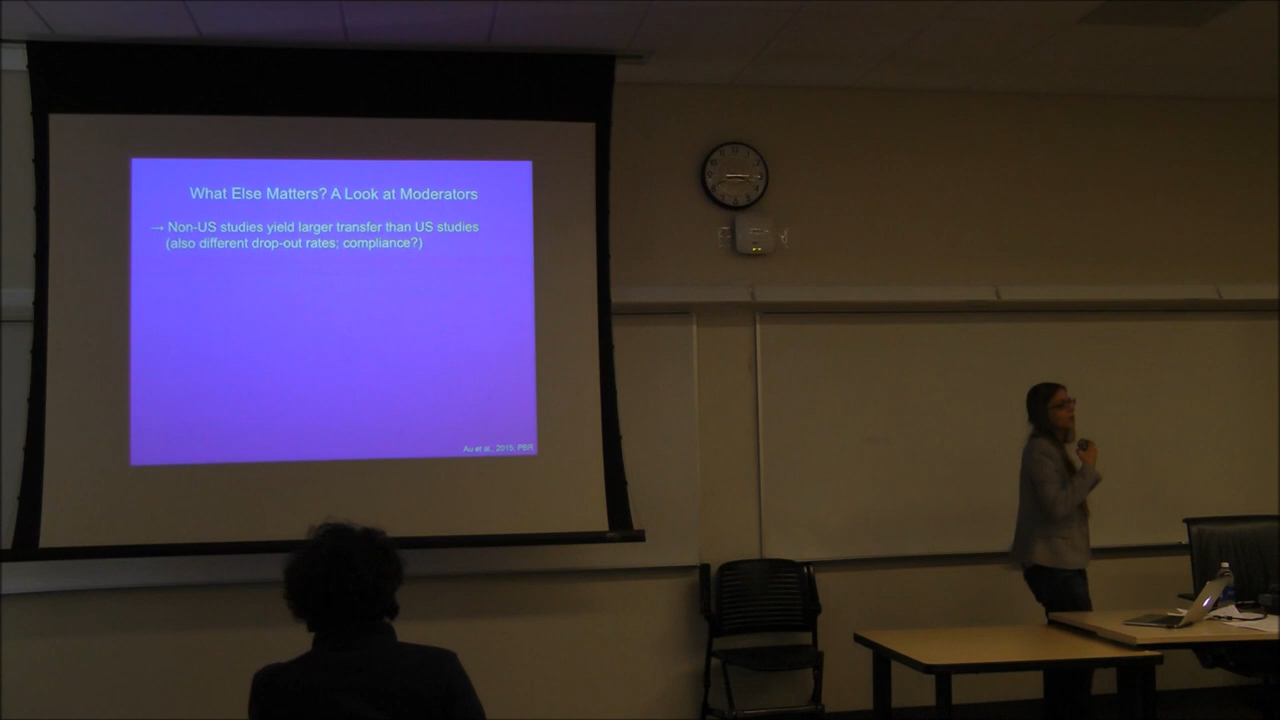 What Else Matters? A Look at Moderators
→ Non-US studies yield larger transfer than US studies
(also different drop-out rates; compliance?)
Au et al., 2015, PBR